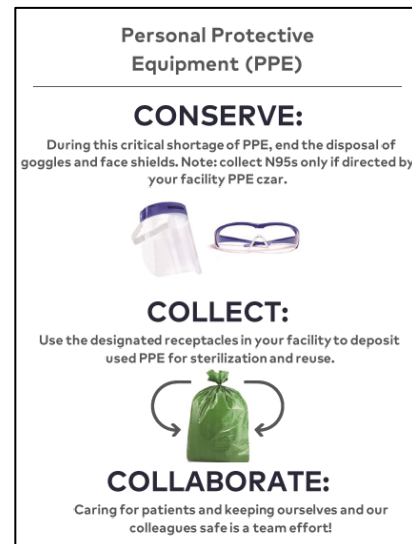 Personal Protective
Equipment (PPE)
CONSERVE:
During this critical shortage of PPE, end the disposal of
goggles and face shields. Note: collect N95s only if directed by
your facility PPE czar.
COLLECT:
Use the designated receptacles in your facility to deposit
used PPE for sterilization and reuse.
COLLABORATE:
Caring for patients and keeping ourselves and our
colleagues safe is a team effort!